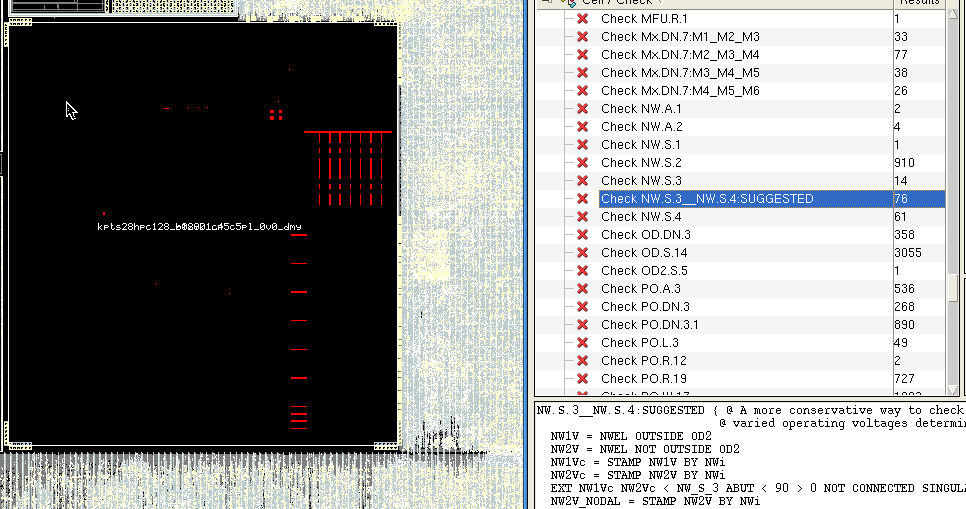 Cell / Check
Results
Check MFU.R.1 1
Check Mx.DN.7:M1_M2_M3 33
Check Mx.DN.7:M2_M3_M4 77
Check Mx.DN.7:M3_M4_M5 38
Check Mx.DN.7:M4_M5_M6 26
Check NW.A.1 2
Check NW.A.2 4
Check NW.S.1 1
Check NW.S.2 910
Check NW.S.3 14
Check NW.S.3__NW.S.4:SUGGESTED 76
Check NW.S.4 61
Check OD.DN.3 358
Check OD.S.14 3055
Check OD2.S.5 1
Check PO.A.3 536
Check PO.DN.3 268
Check PO.DN.3.1 890
Check PO.L.3 49
Check PO.R.12 2
Check PO.R.19 727
NW.S.3__NW.S.4:SUGGESTED { @ A more conservative way to check
@ varied operating voltages determi
NW1V = NWEL OUTSIDE OD2
NW2V = NWEL NOT OUTSIDE OD2
NW1Vc = STAMP NW1V BY NWi
NW2Vc = STAMP NW2V BY NWi
EXT NW1Vc NW2Vc < NW_S_3 ABUT < 90 > 0 NOT CONNECTED SINGUL
NW2V_NODAL = STAMP NW2V BY NWi